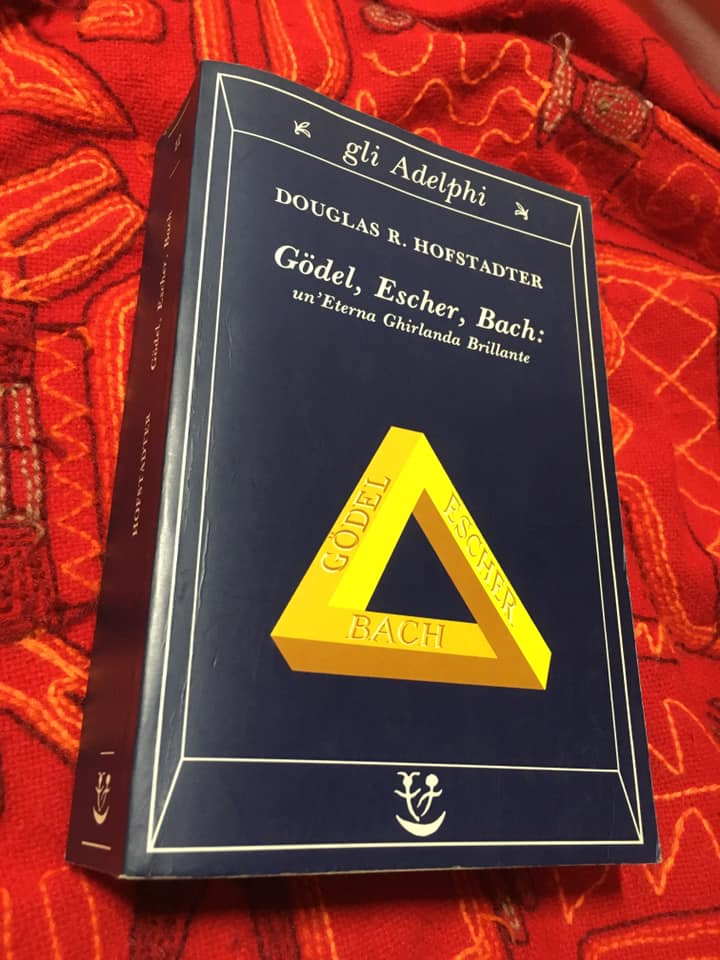 gli Adelphi
DOUGLAS R. HOFSTADTER
Gödel, Escher, Bach:
un'Eterna Ghirlanda Brillante
GÖDEL
ESCHER
BACH
HOFSTADTER
Gödel, Escher, Bach